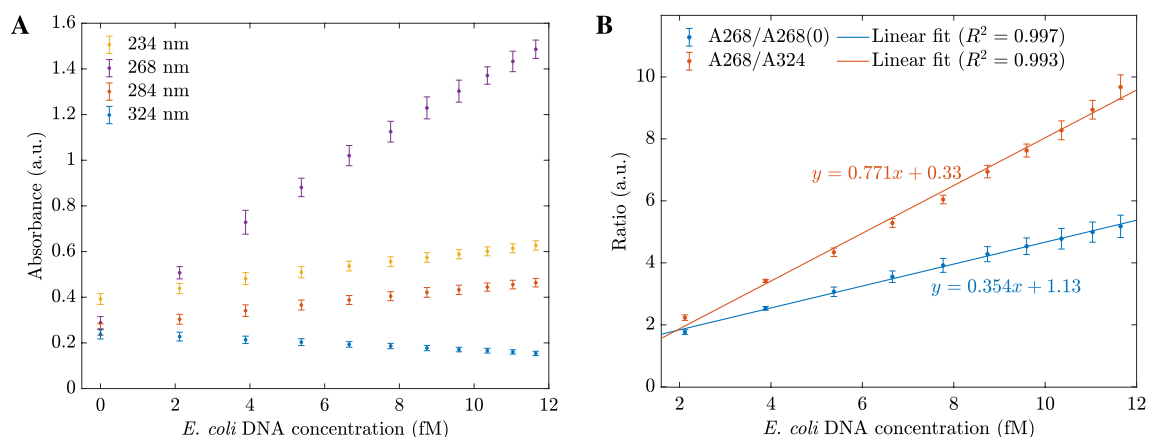 A
1.6
1.4
1.2
1
0.8
0.6
0.4
0.2
0
Absorbance (a.u.)
234 nm
268 nm
284 nm
324 nm
0 2 4 6 8 10 12
E. coli DNA concentration (fM)
B
10
8
6
4
2
0
Ratio (a.u.)
A268/A268(0) Linear fit (R² = 0.997)
A268/A324 Linear fit (R² = 0.993)
y = 0.771x + 0.33
y = 0.354x + 1.13
2 4 6 8 10 12
E. coli DNA concentration (fM)